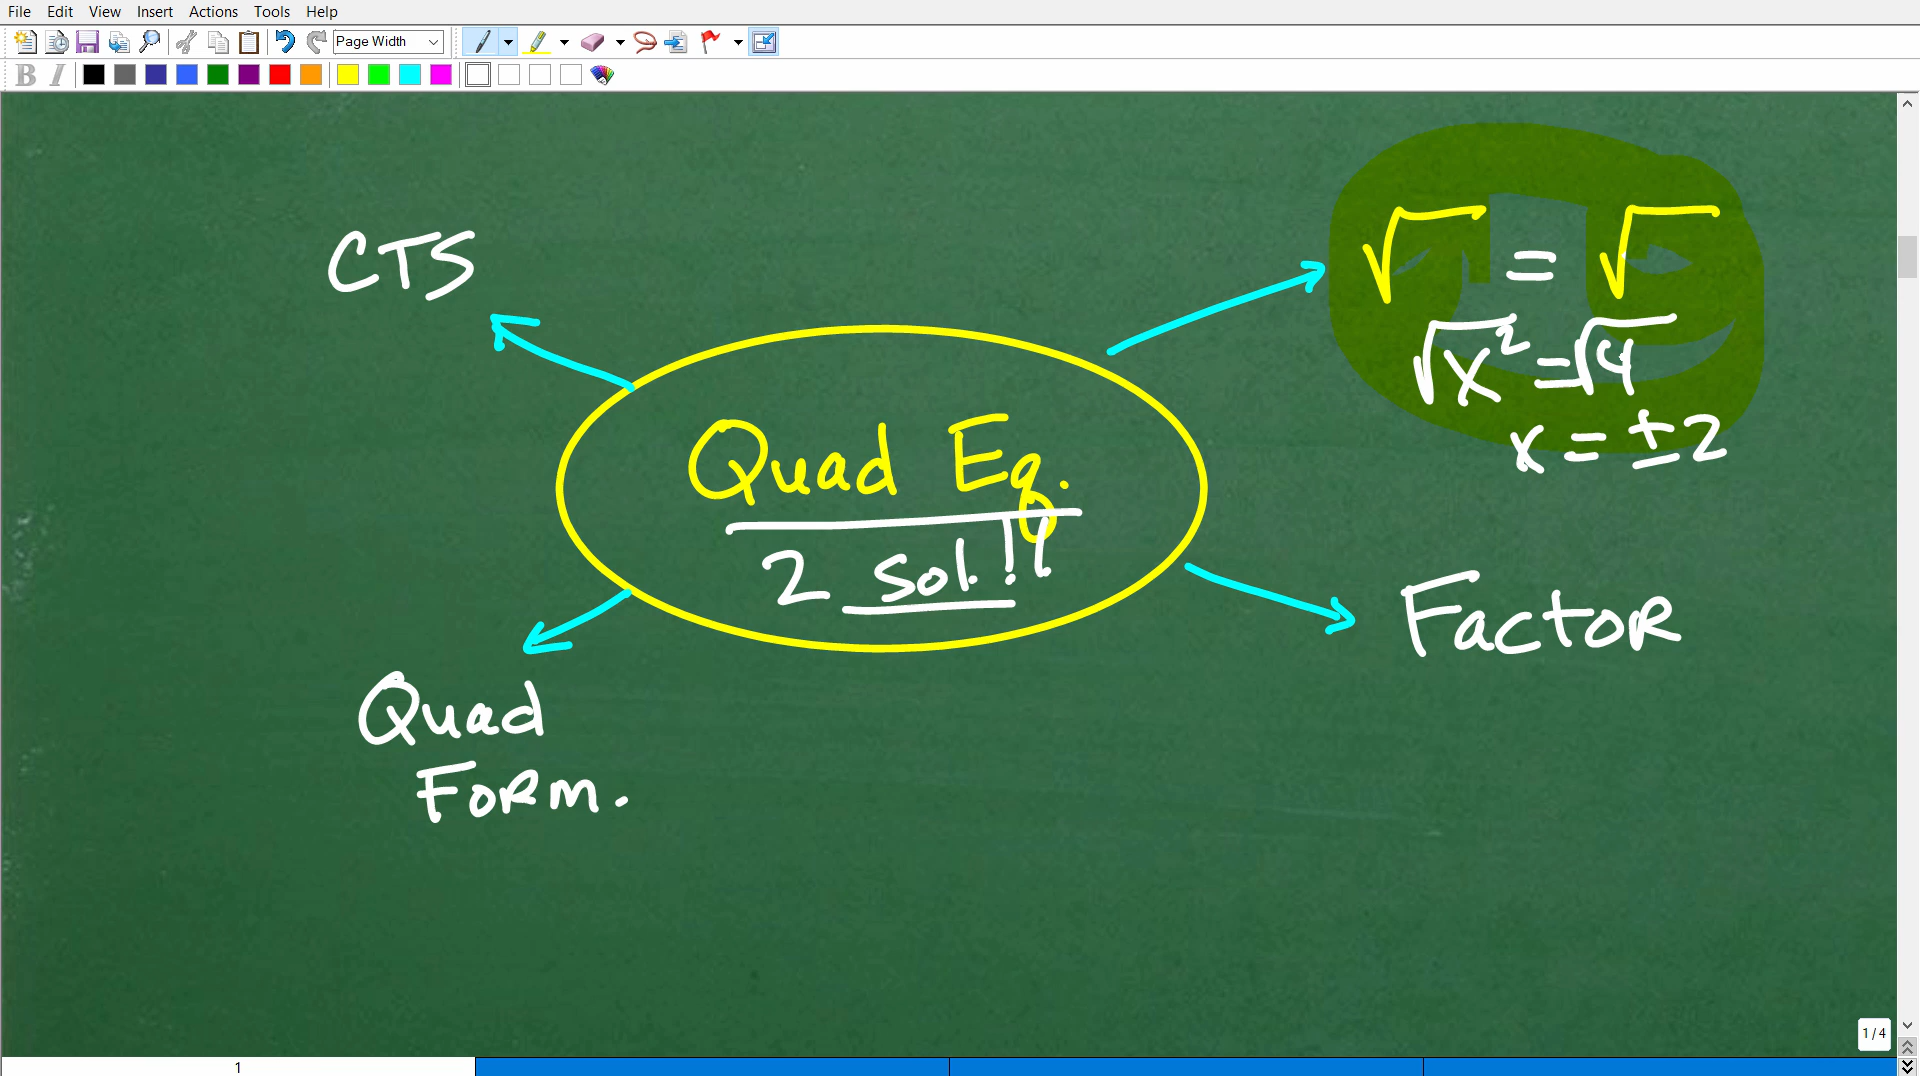 File Edit View Insert Actions Tools Help
Page Width
B I
CTS
√ = √
√x² = √4
x = ± 2
Quad Eq.
2 sol.!!
Factor
Quad
Form.
1 / 4
1